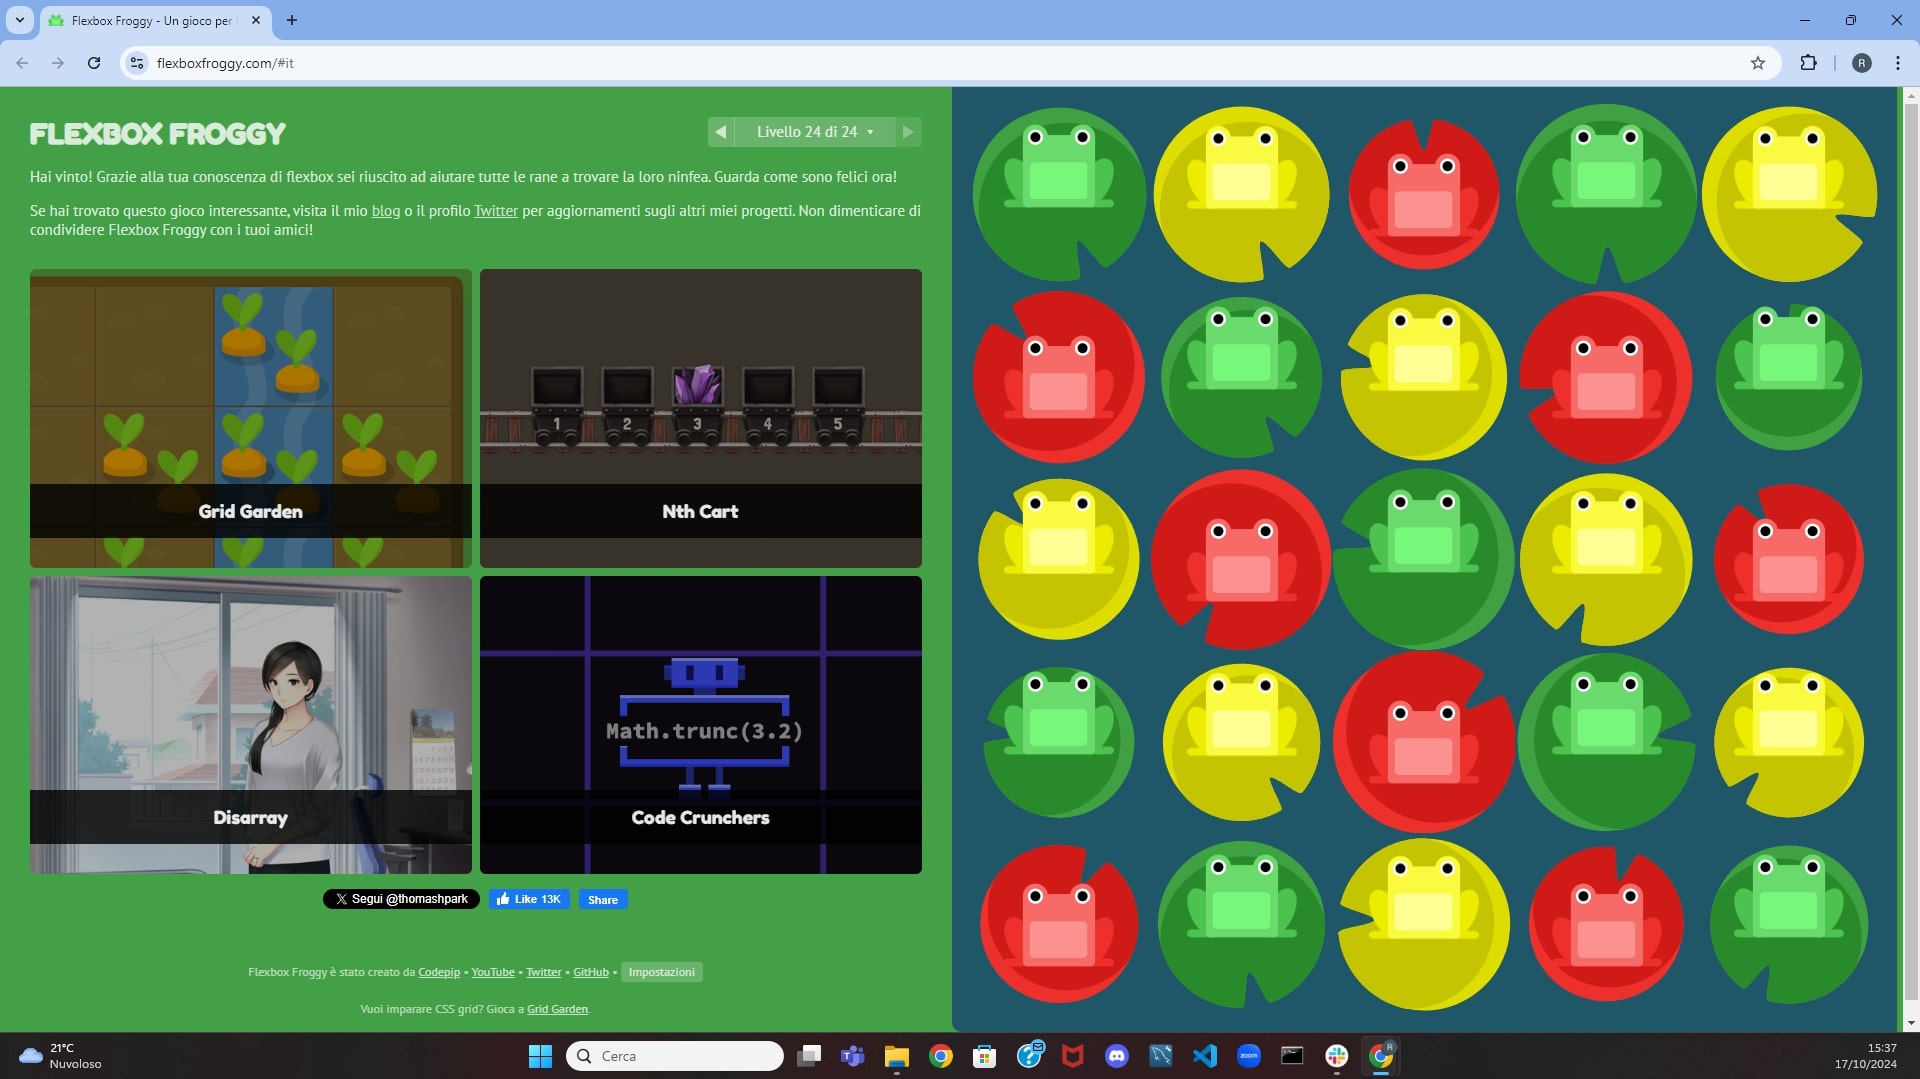 Flexbox Froggy - Un gioco per
flexboxfroggy.com/#it
R
FLEXBOX FROGGY
Livello 24 di 24
Hai vinto! Grazie alla tua conoscenza di flexbox sei riuscito ad aiutare tutte le rane a trovare la loro ninfea. Guarda come sono felici ora!
Se hai trovato questo gioco interessante, visita il mio blog o il profilo Twitter per aggiornamenti sugli altri miei progetti. Non dimenticare di
condividere Flexbox Froggy con i tuoi amici!
1 2 3 4 5
Grid Garden
Nth Cart
Math.trunc(3.2)
Disarray
Code Crunchers
Segui @thomashpark
Like 13K
Share
Flexbox Froggy è stato creato da Codepip • YouTube • Twitter • GitHub • Impostazioni
Vuoi imparare CSS grid? Gioca a Grid Garden.
21°C
Nuvoloso
Cerca
zoom
R
15:37
17/10/2024